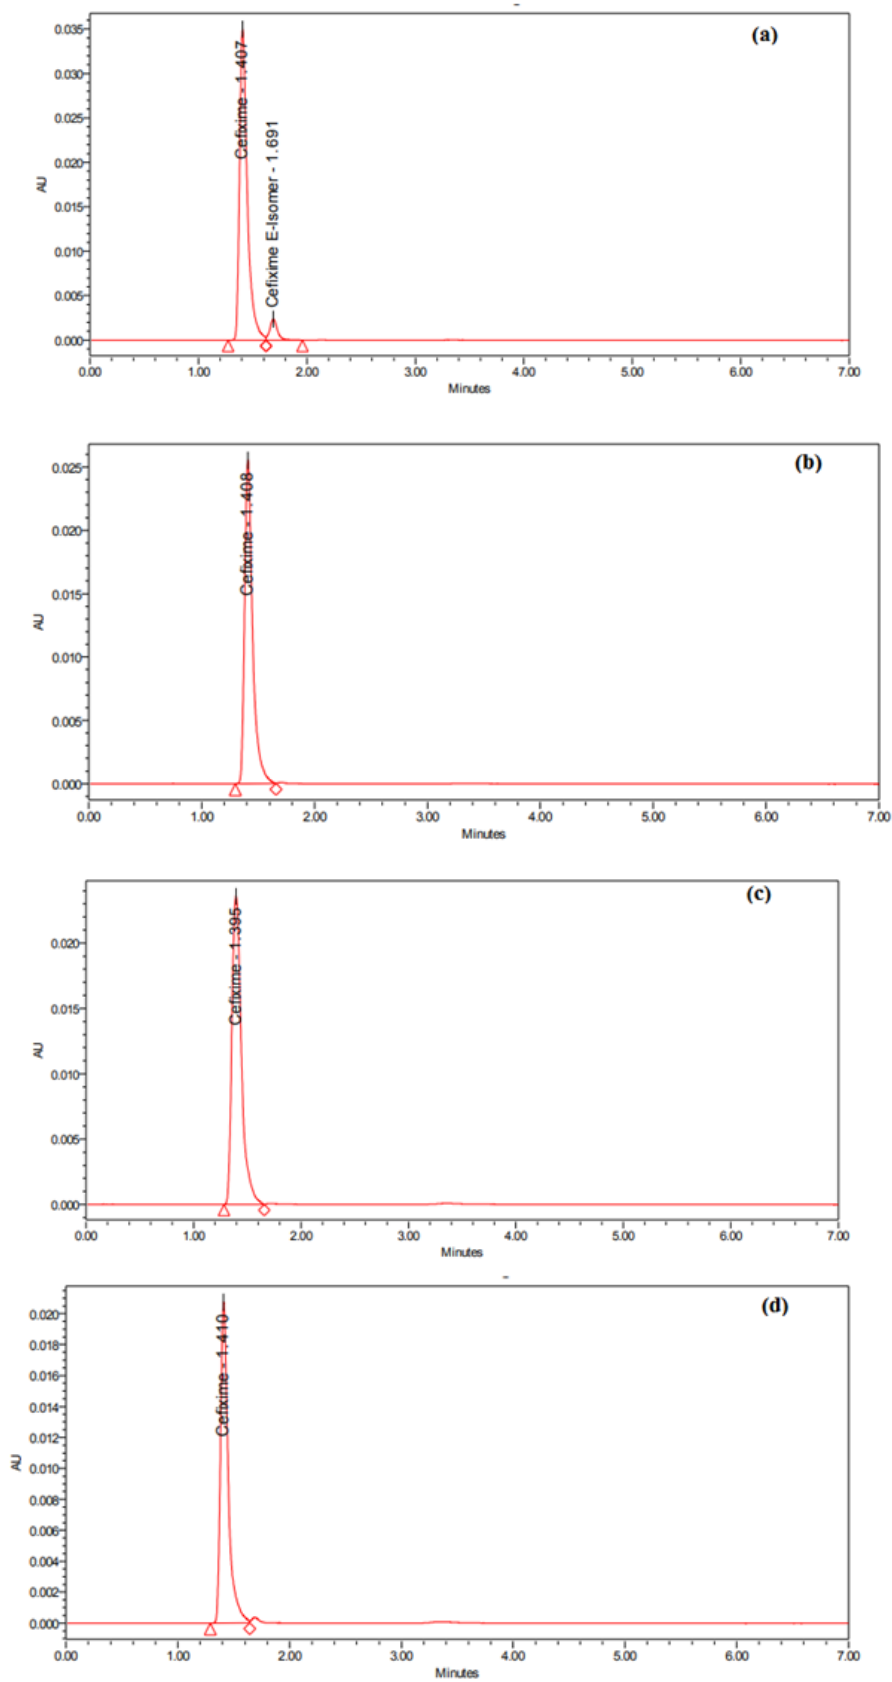 (a)
0.035
0.030
0.025
0.020
0.015
0.010
0.005
0.000
AU
Cefixime - 1.407
Cefixime E-Isomer - 1.691
0.00 1.00 2.00 3.00 4.00 5.00 6.00 7.00
Minutes
(b)
0.025
0.020
0.015
0.010
0.005
0.000
AU
Cefixime - 1.408
0.00 1.00 2.00 3.00 4.00 5.00 6.00 7.00
Minutes
(c)
0.020
0.015
0.010
0.005
0.000
AU
Cefixime - 1.395
0.00 1.00 2.00 3.00 4.00 5.00 6.00 7.00
Minutes
(d)
0.020
0.018
0.016
0.014
0.012
0.010
0.008
0.006
0.004
0.002
0.000
AU
Cefixime - 1.410
0.00 1.00 2.00 3.00 4.00 5.00 6.00 7.00
Minutes